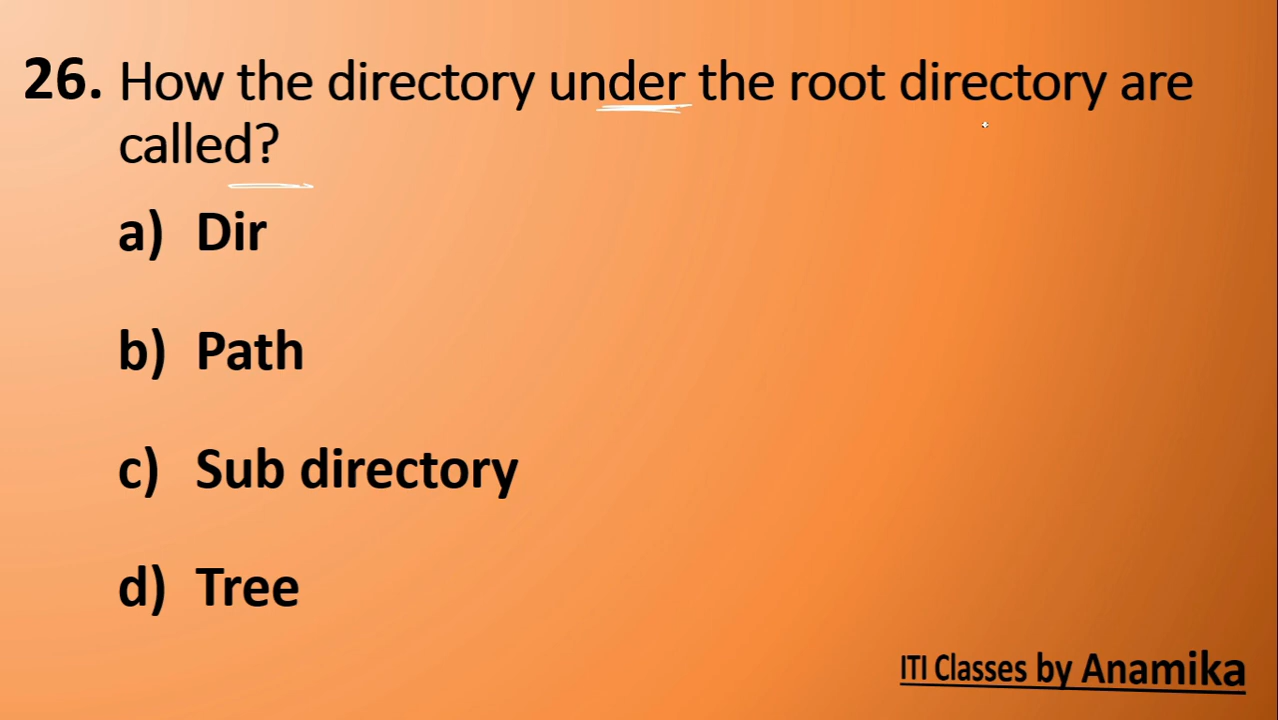 26. How the directory under the root directory are
called?
a) Dir
b) Path
c) Sub directory
d) Tree
ITI Classes by Anamika